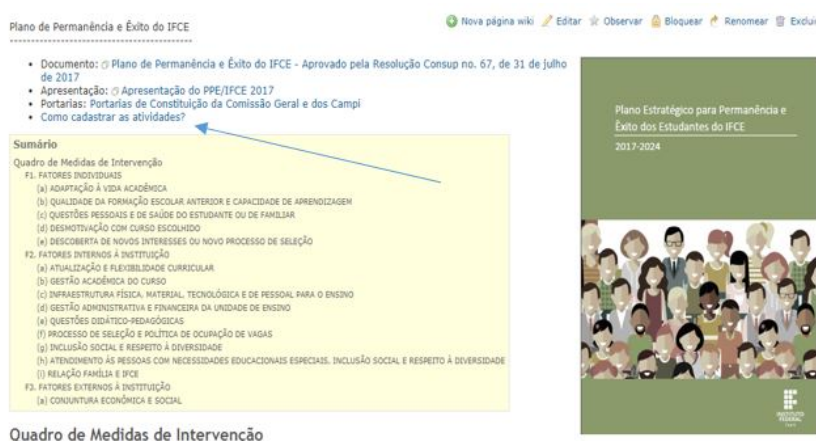 Plano de Permanência e Êxito do IFCE
Nova página wiki Editar Observar Bloquear Renomear Excluir
• Documento: Plano de Permanência e Êxito do IFCE - Aprovado pela Resolução Consup no. 67, de 31 de julho
de 2017
• Apresentação: Apresentação do PPE/IFCE 2017
• Portarias: Portarias de Constituição da Comissão Geral e dos Campi
• Como cadastrar as atividades?
Sumário
Quadro de Medidas de Intervenção
F1. FATORES INDIVIDUAIS
(a) ADAPTAÇÃO À VIDA ACADÊMICA
(b) QUALIDADE DA FORMAÇÃO ESCOLAR ANTERIOR E CAPACIDADE DE APRENDIZAGEM
(c) QUESTÕES PESSOAIS E DE SAÚDE DO ESTUDANTE OU DE FAMILIAR
(d) DESMOTIVAÇÃO COM CURSO ESCOLHIDO
(e) DESCOBERTA DE NOVOS INTERESSES OU NOVO PROCESSO DE SELEÇÃO
F2. FATORES INTERNOS À INSTITUIÇÃO
(a) ATUALIZAÇÃO E FLEXIBILIDADE CURRICULAR
(b) GESTÃO ACADÊMICA DO CURSO
(c) INFRAESTRUTURA FÍSICA, MATERIAL, TECNOLÓGICA E DE PESSOAL PARA O ENSINO
(d) GESTÃO ADMINISTRATIVA E FINANCEIRA DA UNIDADE DE ENSINO
(e) QUESTÕES DIDÁTICO-PEDAGÓGICAS
(f) PROCESSO DE SELEÇÃO E POLÍTICA DE OCUPAÇÃO DE VAGAS
(g) INCLUSÃO SOCIAL E RESPEITO À DIVERSIDADE
(h) ATENDIMENTO ÀS PESSOAS COM NECESSIDADES EDUCACIONAIS ESPECIAIS, INCLUSÃO SOCIAL E RESPEITO À DIVERSIDADE
(i) RELAÇÃO FAMÍLIA E IFCE
F3. FATORES EXTERNOS À INSTITUIÇÃO
(a) CONJUNTURA ECONÔMICA E SOCIAL
Quadro de Medidas de Intervenção
Plano Estratégico para Permanência e
Êxito dos Estudantes do IFCE
2017-2024
INSTITUTO
FEDERAL